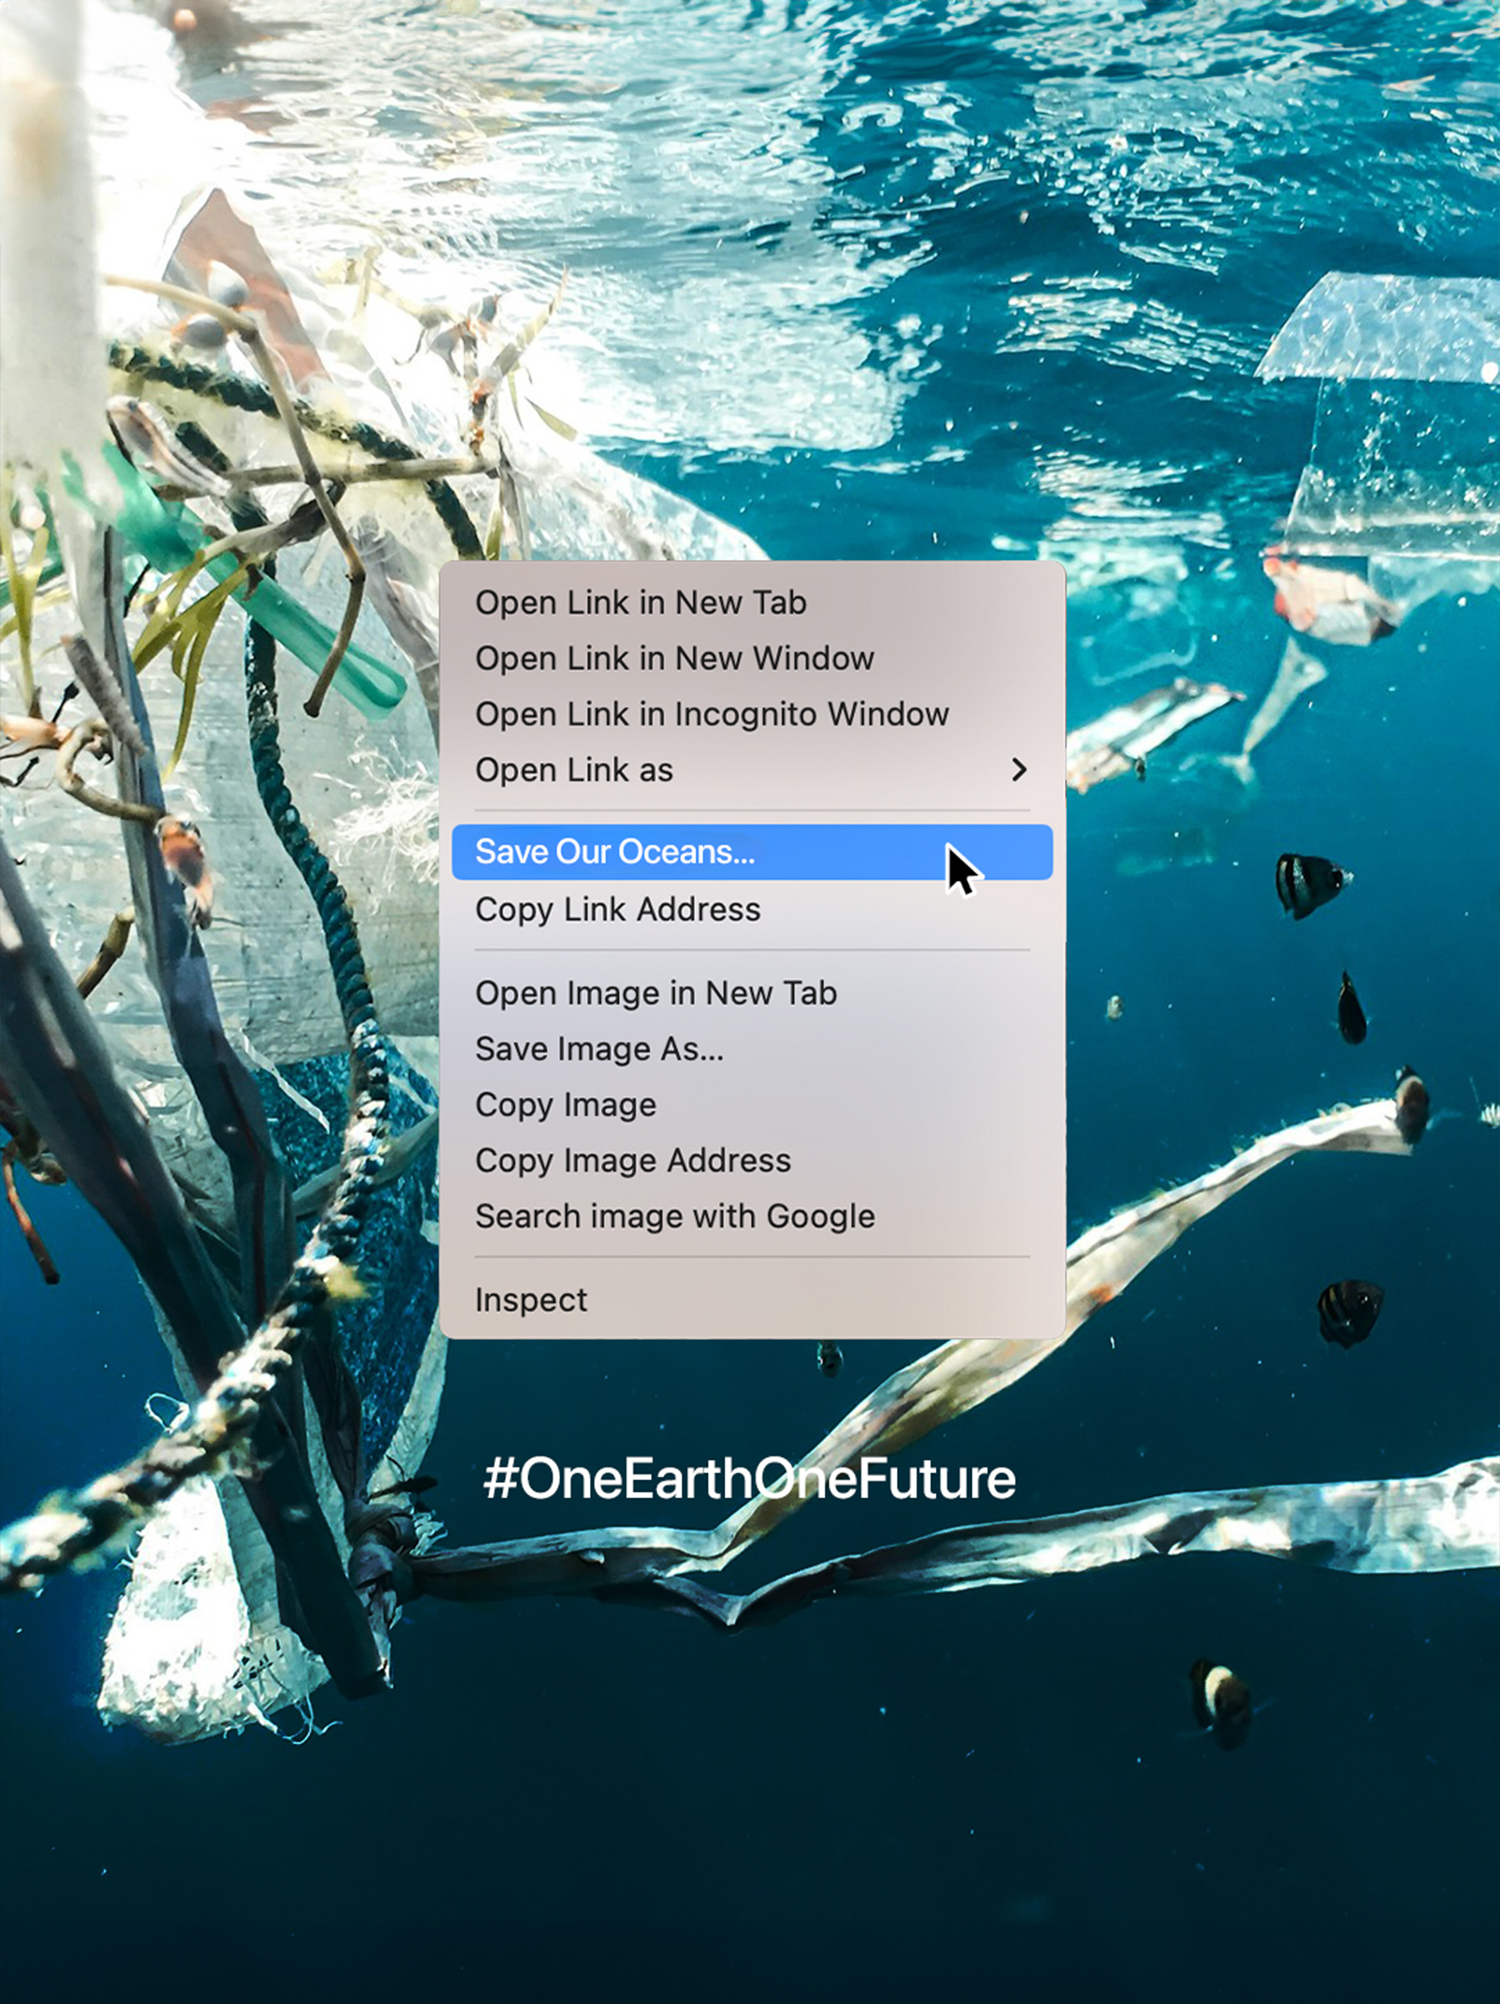 Open Link in New Tab
Open Link in New Window
Open Link in Incognito Window
Open Link as
Save Our Oceans...
Copy Link Address
Open Image in New Tab
Save Image As...
Copy Image
Copy Image Address
Search image with Google
Inspect
#OneEarthOneFuture